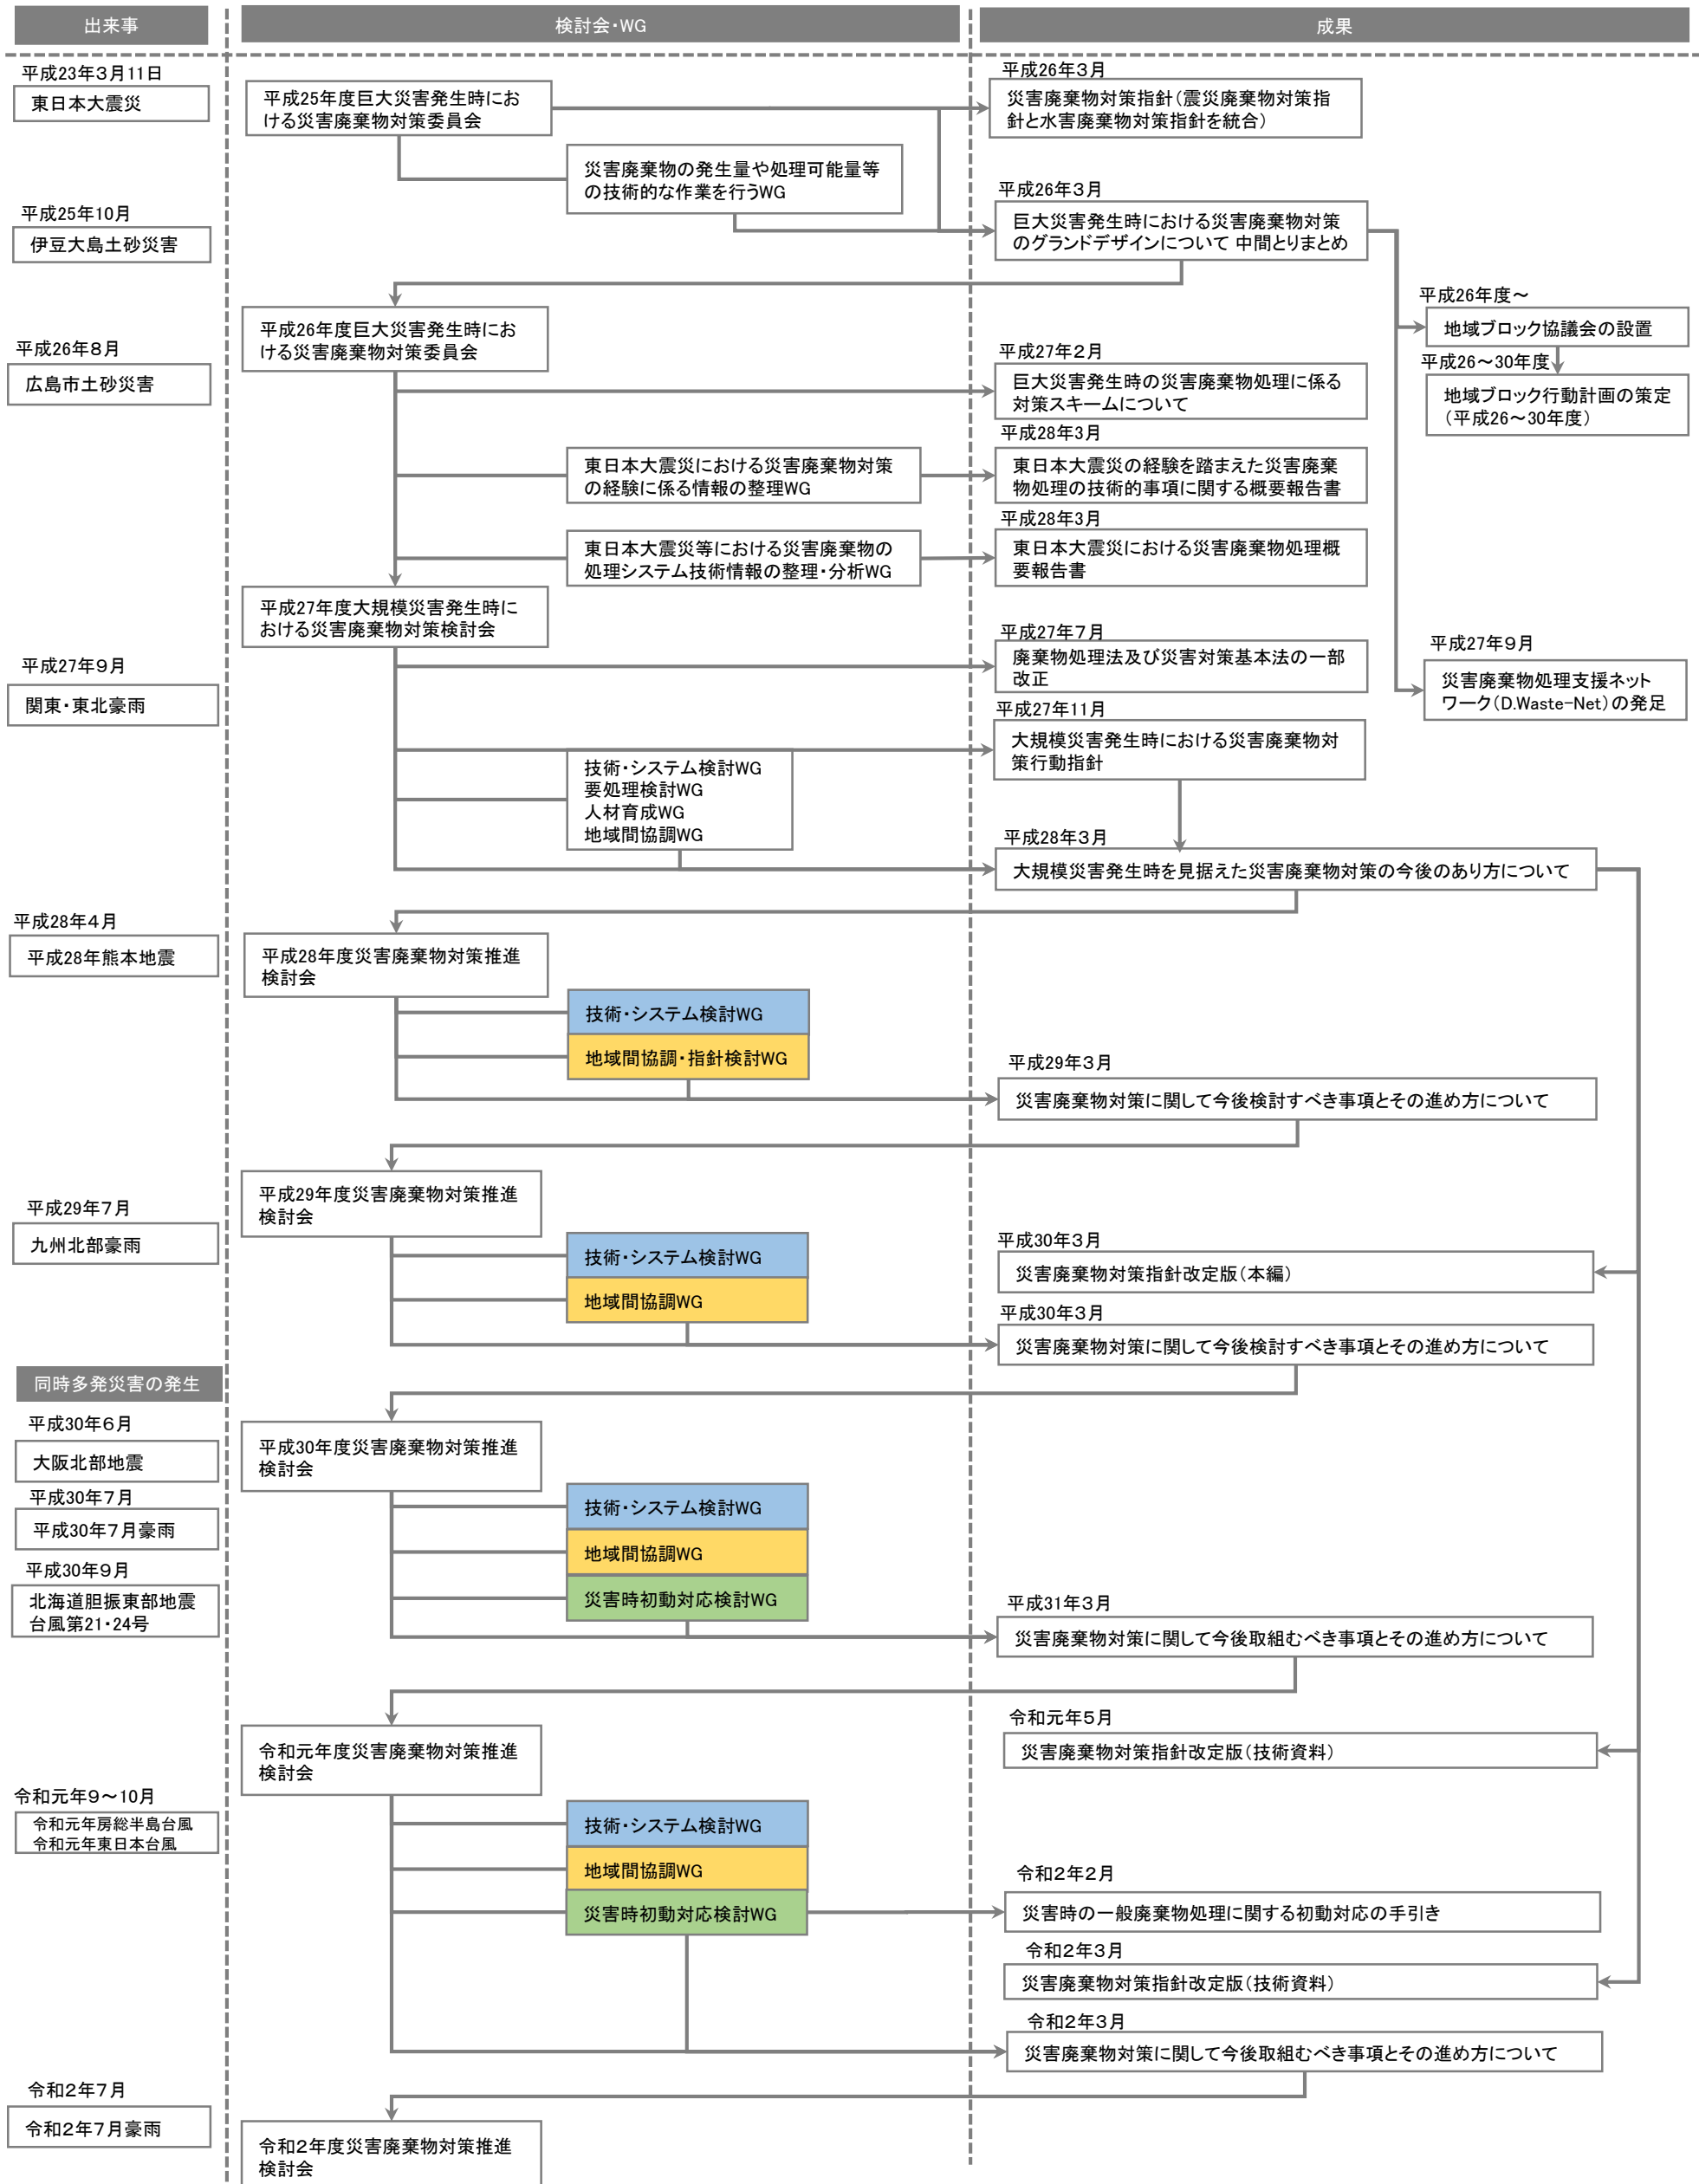 出来事
検討会・WG
成果
平成23年3月11日
東日本大震災
平成25年度巨大災害発生時にお
ける災害廃棄物対策委員会
平成26年3月
災害廃棄物対策指針(震災廃棄物対策指
針と水害廃棄物対策指針を統合)
災害廃棄物の発生量や処理可能量等
の技術的な作業を行うWG
平成25年10月
伊豆大島土砂災害
平成26年3月
巨大災害発生時における災害廃棄物対策
のグランドデザインについて 中間とりまとめ
平成26年度～
地域ブロック協議会の設置
平成26～30年度
地域ブロック行動計画の策定
(平成26～30年度)
平成26年8月
広島市土砂災害
平成26年度巨大災害発生時にお
ける災害廃棄物対策委員会
平成27年2月
巨大災害発生時の災害廃棄物処理に係る
対策スキームについて
東日本大震災における災害廃棄物対策
の経験に係る情報の整理WG
平成28年3月
東日本大震災の経験を踏まえた災害廃棄
物処理の技術的事項に関する概要報告書
東日本大震災等における災害廃棄物の
処理システム技術情報の整理・分析WG
平成28年3月
東日本大震災における災害廃棄物処理概
要報告書
平成27年度大規模災害発生時に
おける災害廃棄物対策検討会
平成27年7月
廃棄物処理法及び災害対策基本法の一部
改正
平成27年9月
災害廃棄物処理支援ネット
ワーク(D.Waste-Net)の発足
平成27年9月
関東・東北豪雨
平成27年11月
大規模災害発生時における災害廃棄物対
策行動指針
技術・システム検討WG
要処理検討WG
人材育成WG
地域間協調WG
平成28年3月
大規模災害発生時を見据えた災害廃棄物対策の今後のあり方について
平成28年4月
平成28年熊本地震
平成28年度災害廃棄物対策推進
検討会
技術・システム検討WG
地域間協調・指針検討WG
平成29年3月
災害廃棄物対策に関して今後検討すべき事項とその進め方について
平成29年7月
九州北部豪雨
平成29年度災害廃棄物対策推進
検討会
技術・システム検討WG
地域間協調WG
平成30年3月
災害廃棄物対策指針改定版(本編)
平成30年3月
災害廃棄物対策に関して今後検討すべき事項とその進め方について
同時多発災害の発生
平成30年6月
大阪北部地震
平成30年7月
平成30年7月豪雨
平成30年9月
北海道胆振東部地震
台風第21・24号
平成30年度災害廃棄物対策推進
検討会
技術・システム検討WG
地域間協調WG
災害時初動対応検討WG
平成31年3月
災害廃棄物対策に関して今後取組むべき事項とその進め方について
令和元年度災害廃棄物対策推進
検討会
令和元年5月
災害廃棄物対策指針改定版(技術資料)
令和元年9～10月
令和元年房総半島台風
令和元年東日本台風
技術・システム検討WG
地域間協調WG
災害時初動対応検討WG
令和2年2月
災害時の一般廃棄物処理に関する初動対応の手引き
令和2年3月
災害廃棄物対策指針改定版(技術資料)
令和2年3月
災害廃棄物対策に関して今後取組むべき事項とその進め方について
令和2年7月
令和2年7月豪雨
令和2年度災害廃棄物対策推進
検討会